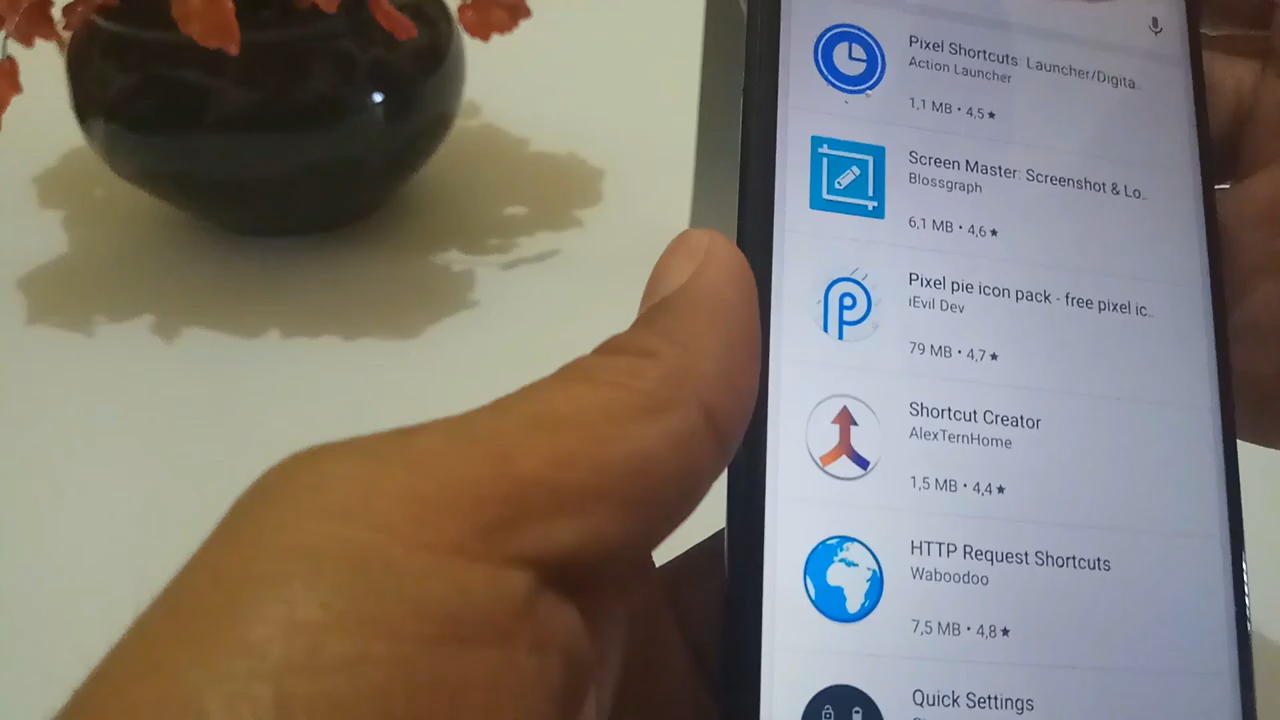 Pixel Shortcuts: Launcher/Digita..
Action Launcher
1,1 MB • 4,5★
Screen Master: Screenshot & Lo..
Blossgraph
6,1 MB • 4,6★
Pixel pie icon pack - free pixel ic..
iEvil Dev
79 MB • 4,7★
Shortcut Creator
AlexTernHome
1,5 MB • 4,4★
HTTP Request Shortcuts
Waboodoo
7,5 MB • 4,8★
Quick Settings